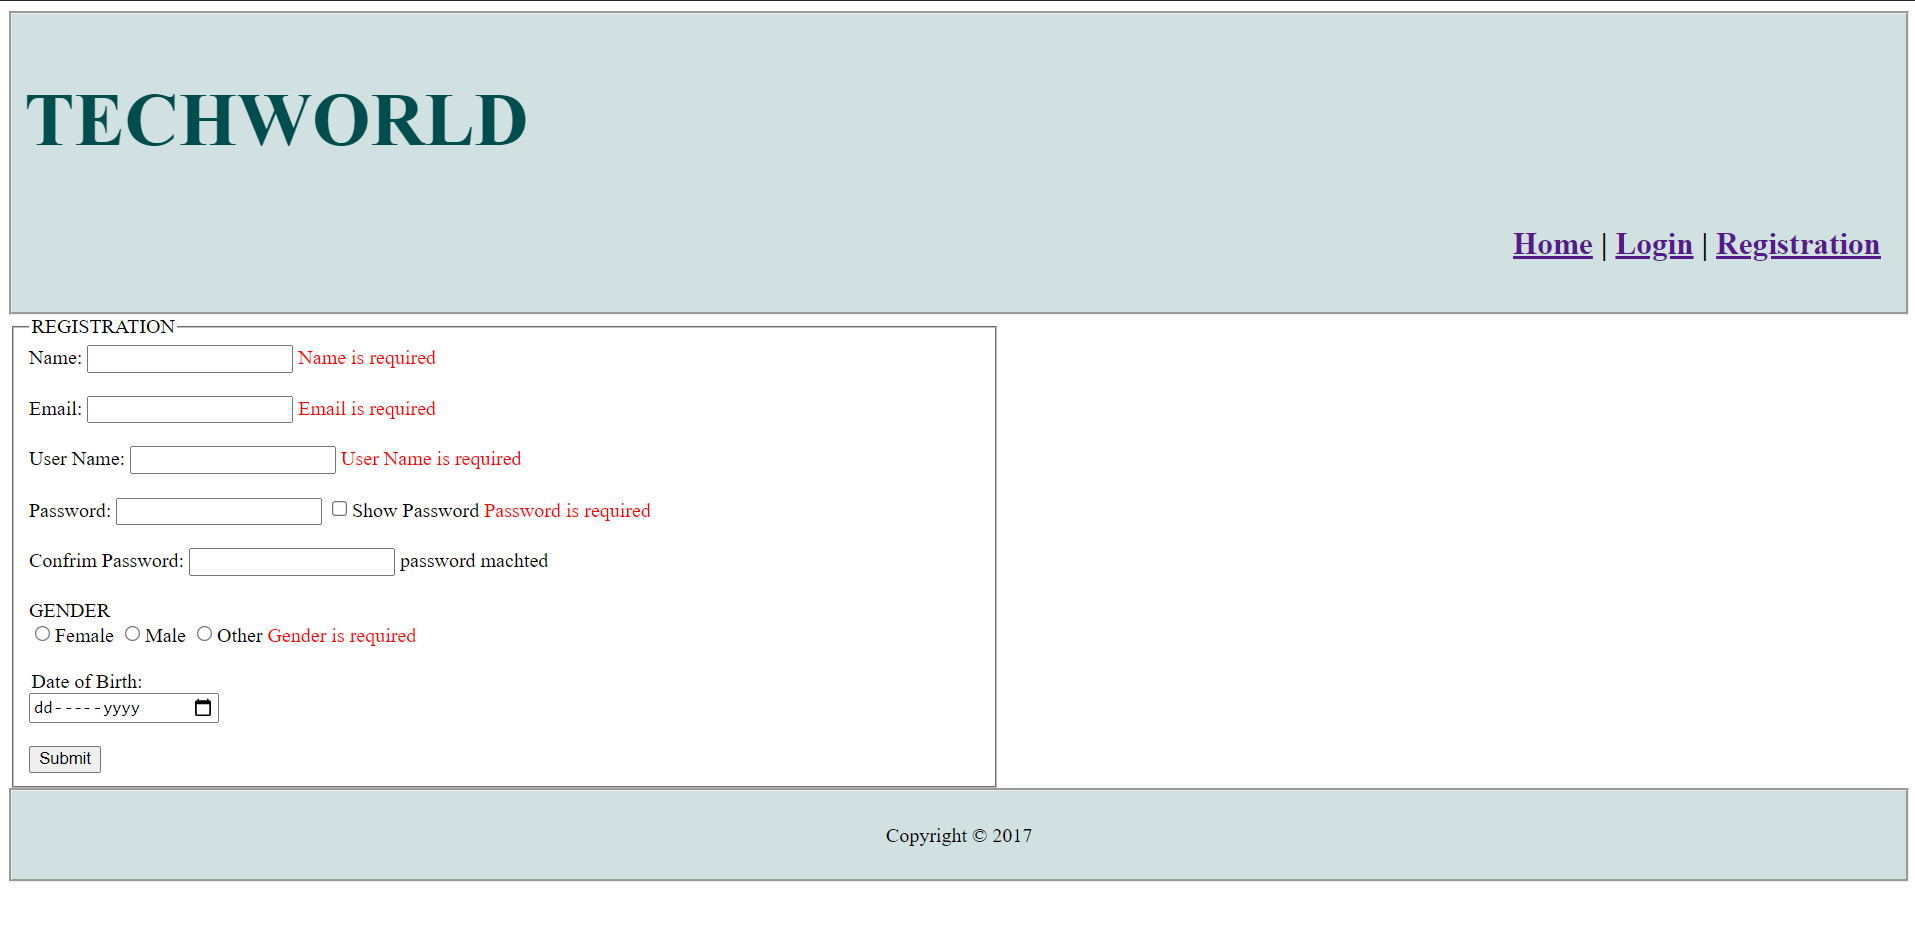 TECHWORLD
Home | Login | Registration
REGISTRATION
Name: Name is required
Email: Email is required
User Name: User Name is required
Password: Show Password Password is required
Confrim Password: password machted
GENDER
Female Male Other Gender is required
Date of Birth:
dd-----yyyy
Submit
Copyright © 2017